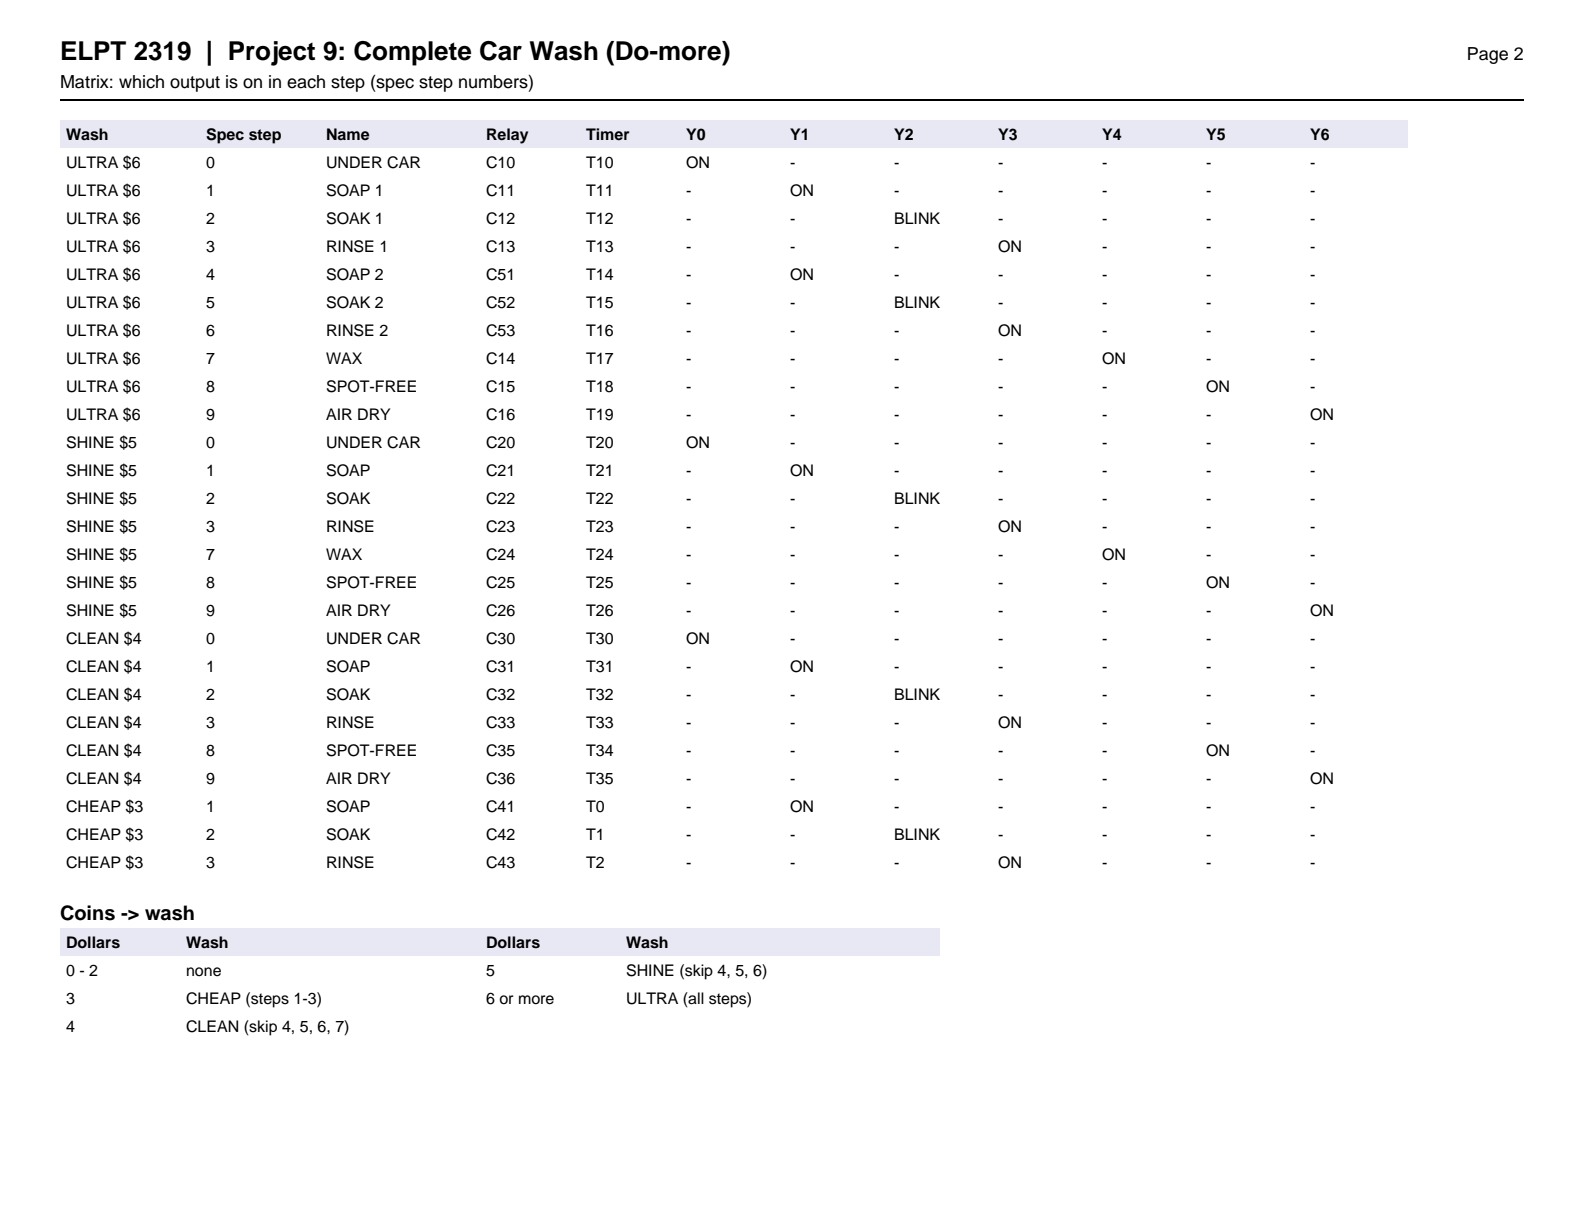 ELPT 2319 | Project 9: Complete Car Wash (Do-more) Page 2
Matrix: which output is on in each step (spec step numbers)
Wash Spec step Name Relay Timer Y0 Y1 Y2 Y3 Y4 Y5 Y6
ULTRA $6 0 UNDER CAR C10 T10 ON - - - - - -
ULTRA $6 1 SOAP 1 C11 T11 - ON - - - - -
ULTRA $6 2 SOAK 1 C12 T12 - - BLINK - - - -
ULTRA $6 3 RINSE 1 C13 T13 - - - ON - - -
ULTRA $6 4 SOAP 2 C51 T14 - ON - - - - -
ULTRA $6 5 SOAK 2 C52 T15 - - BLINK - - - -
ULTRA $6 6 RINSE 2 C53 T16 - - - ON - - -
ULTRA $6 7 WAX C14 T17 - - - - ON - -
ULTRA $6 8 SPOT-FREE C15 T18 - - - - - ON -
ULTRA $6 9 AIR DRY C16 T19 - - - - - - ON
SHINE $5 0 UNDER CAR C20 T20 ON - - - - - -
SHINE $5 1 SOAP C21 T21 - ON - - - - -
SHINE $5 2 SOAK C22 T22 - - BLINK - - - -
SHINE $5 3 RINSE C23 T23 - - - ON - - -
SHINE $5 7 WAX C24 T24 - - - - ON - -
SHINE $5 8 SPOT-FREE C25 T25 - - - - - ON -
SHINE $5 9 AIR DRY C26 T26 - - - - - - ON
CLEAN $4 0 UNDER CAR C30 T30 ON - - - - - -
CLEAN $4 1 SOAP C31 T31 - ON - - - - -
CLEAN $4 2 SOAK C32 T32 - - BLINK - - - -
CLEAN $4 3 RINSE C33 T33 - - - ON - - -
CLEAN $4 8 SPOT-FREE C35 T34 - - - - - ON -
CLEAN $4 9 AIR DRY C36 T35 - - - - - - ON
CHEAP $3 1 SOAP C41 T0 - ON - - - - -
CHEAP $3 2 SOAK C42 T1 - - BLINK - - - -
CHEAP $3 3 RINSE C43 T2 - - - ON - - -
Coins -> wash
Dollars Wash Dollars Wash
0 - 2 none 5 SHINE (skip 4, 5, 6)
3 CHEAP (steps 1-3) 6 or more ULTRA (all steps)
4 CLEAN (skip 4, 5, 6, 7)